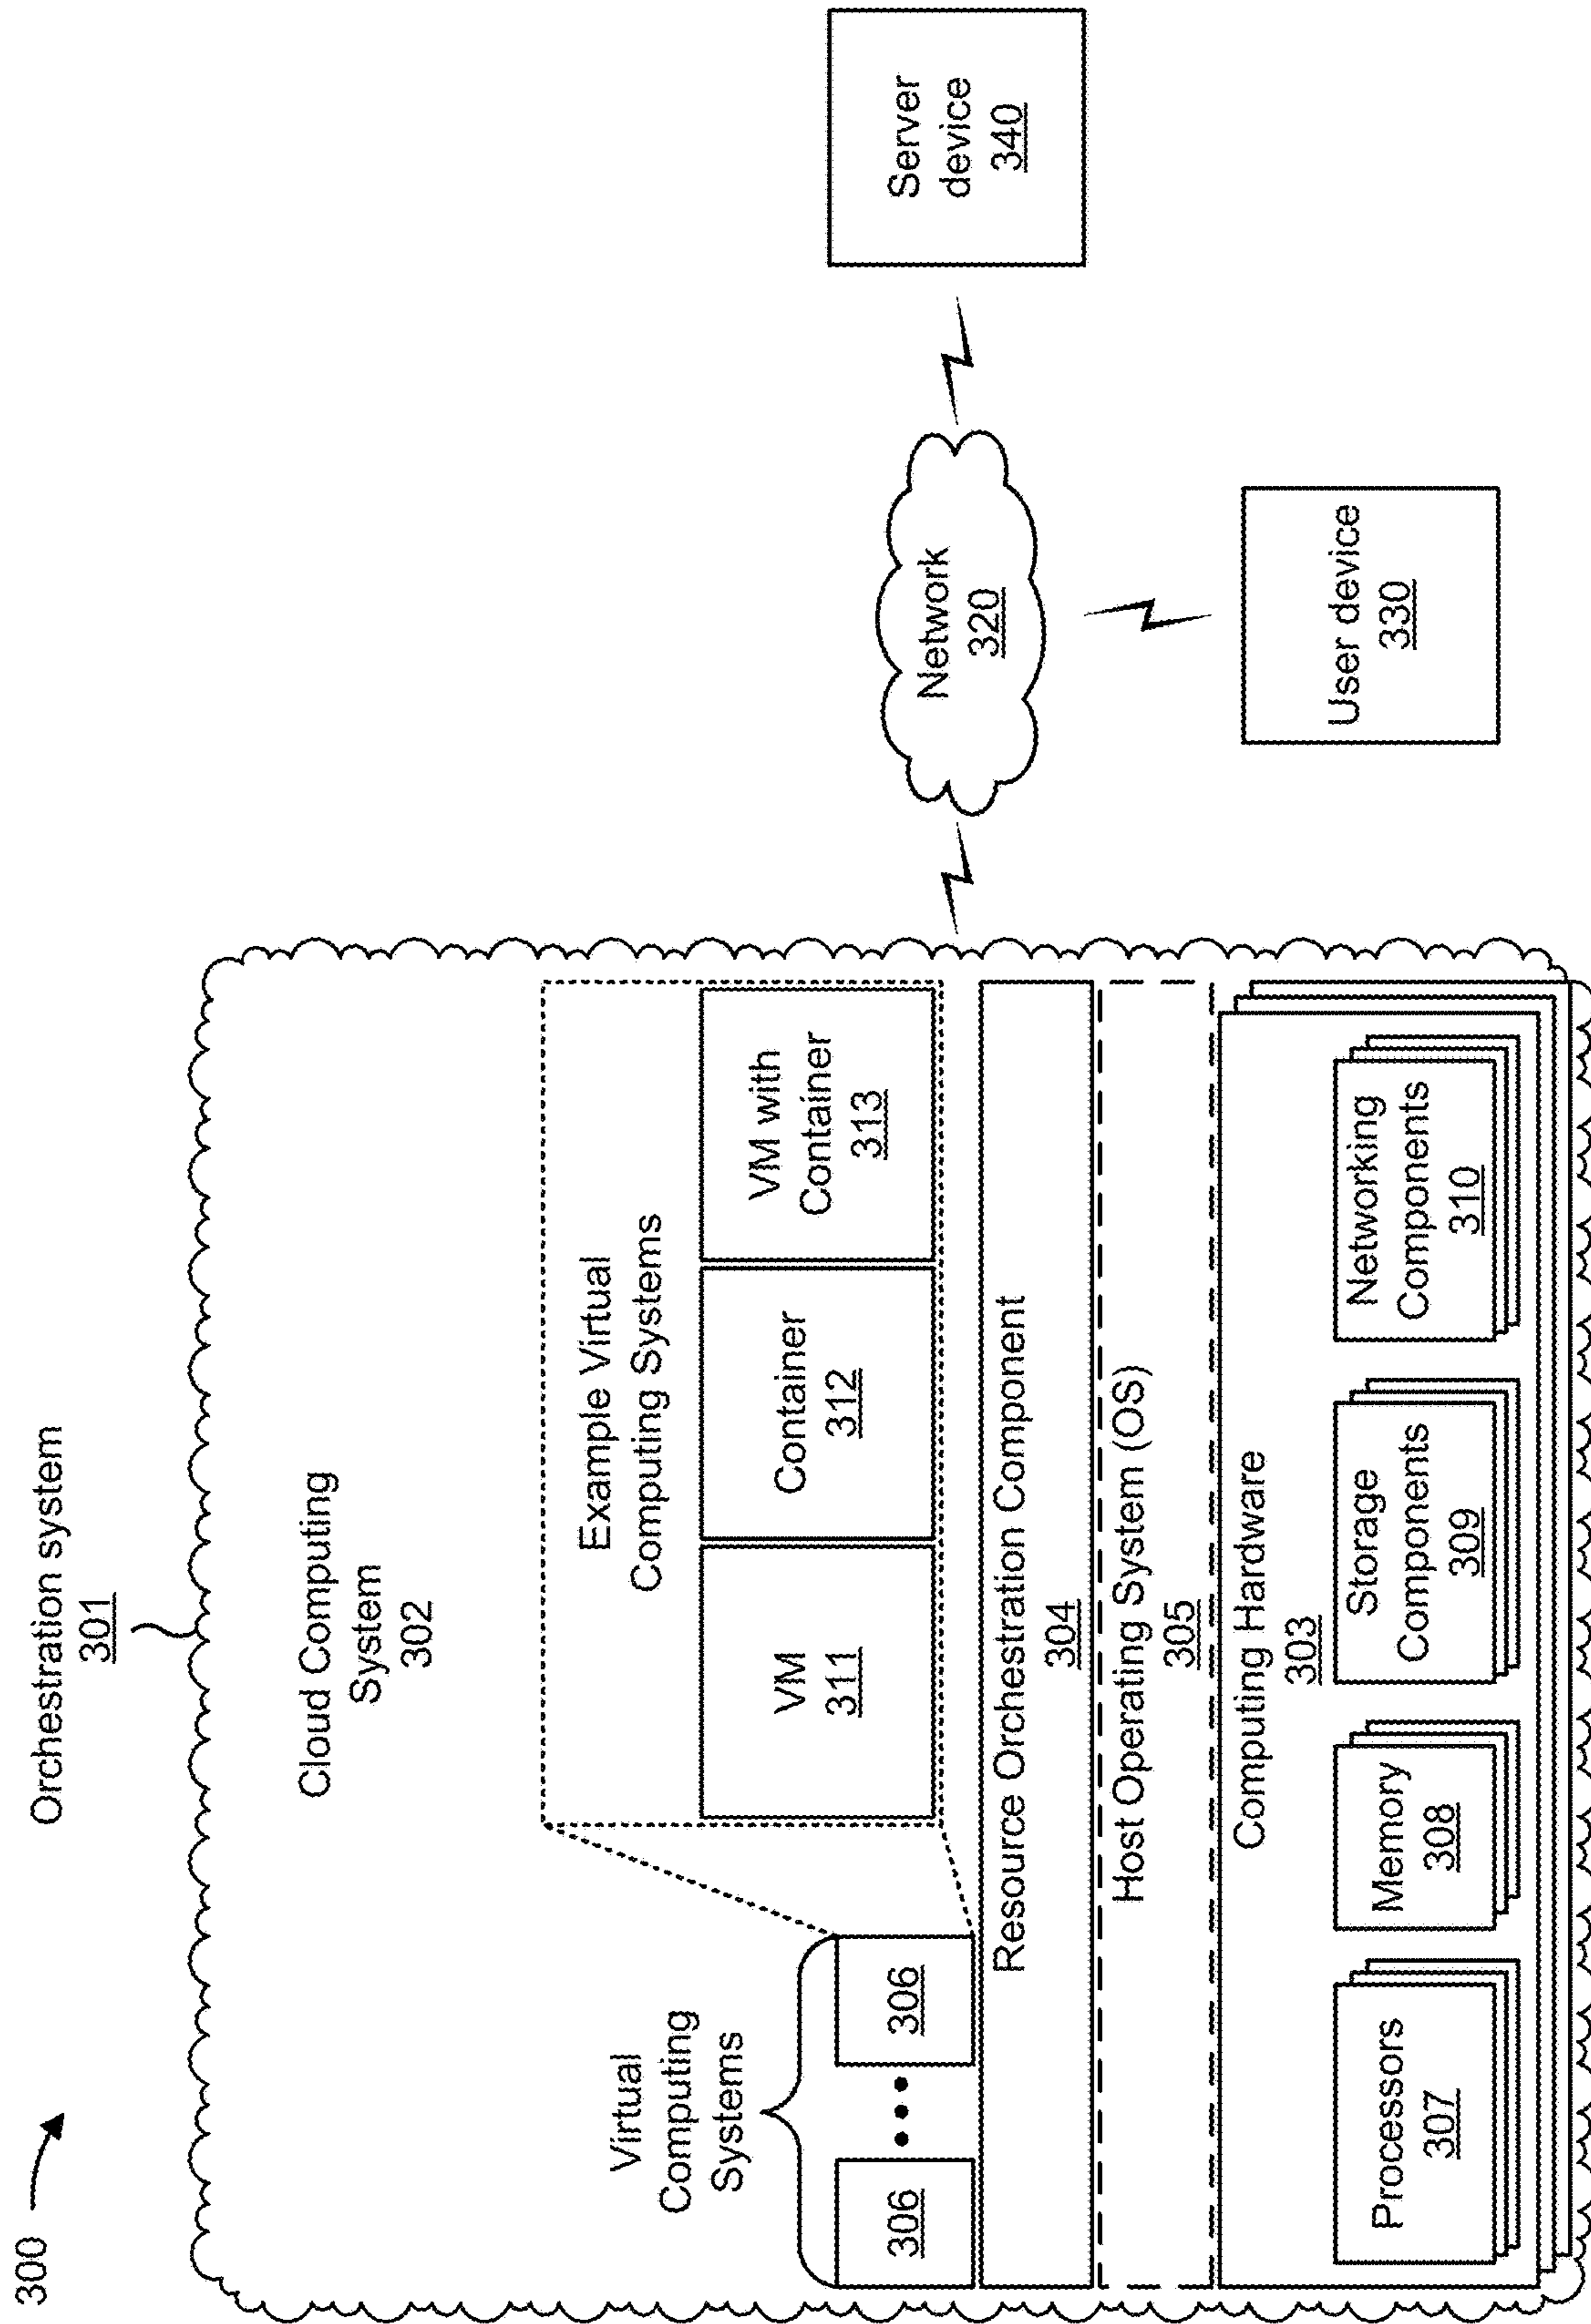 300
Orchestration system
301
Cloud Computing
System
302
Virtual
Computing
Systems
306
306
Example Virtual
Computing Systems
VM
311
Container
312
VM with
Container
313
Resource Orchestration Component
304
Host Operating System (OS)
305
Computing Hardware
303
Processors
307
Memory
308
Storage
Components
309
Networking
Components
310
Network
320
User device
330
Server
device
340